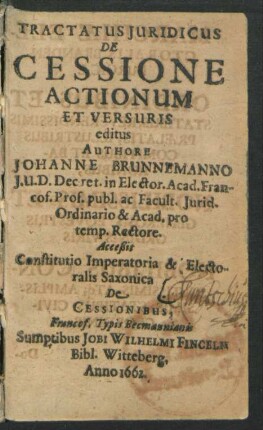 TRACTATUS JURIDICUS
DE
CESSIONE
ACTIONUM
ET VERSURIS
editus
AUTHORE
JOHANNE BRUNNEMANNO
J.U.D. Decret. in Elector. Acad. Fran-
cof. Prof. publ. ac Facult. Jurid.
Ordinario & Acad. pro
temp. Rectore.
Accessit
Constitutio Imperatoria & Electo-
ralis Saxonica
De
CESSIONIBUS,
Francof. Typis Becmannianis
Sumptibus JOBI WILHELMI FINCELII
Bibl. Witteberg,
Anno 1662.